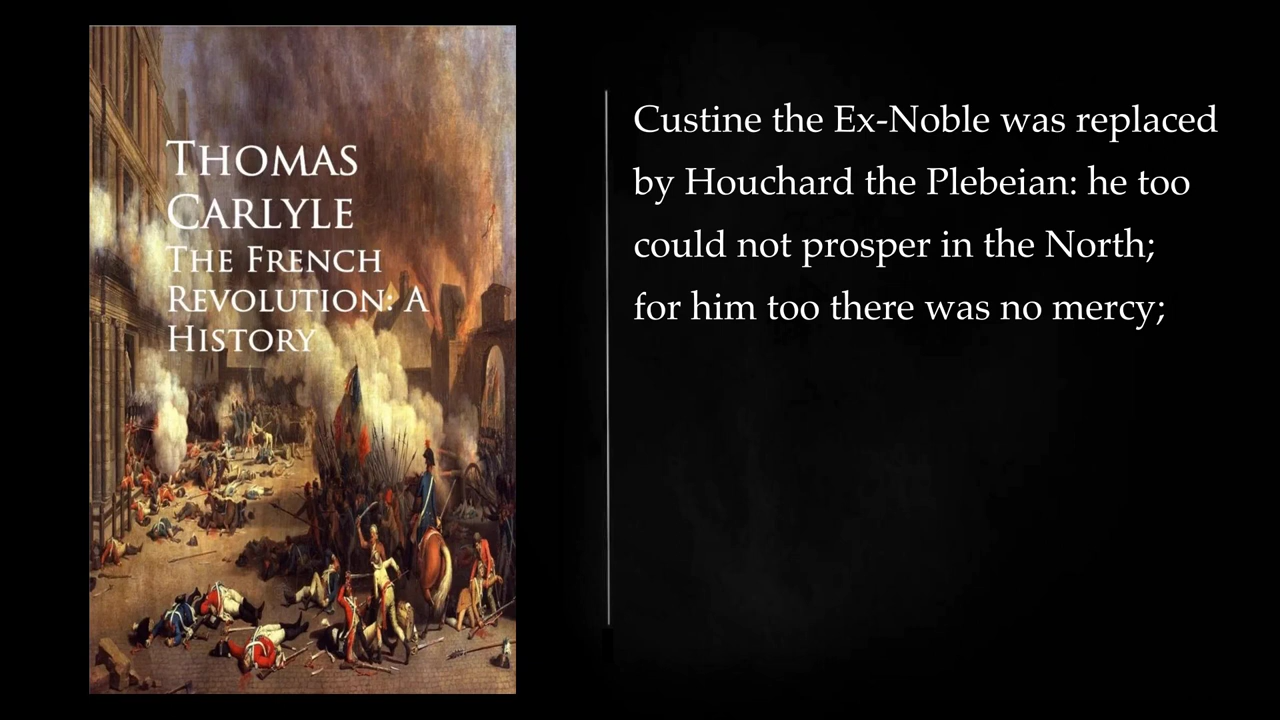 THOMAS
CARLYLE
THE FRENCH
REVOLUTION: A
HISTORY
Custine the Ex-Noble was replaced
by Houchard the Plebeian: he too
could not prosper in the North;
for him too there was no mercy;